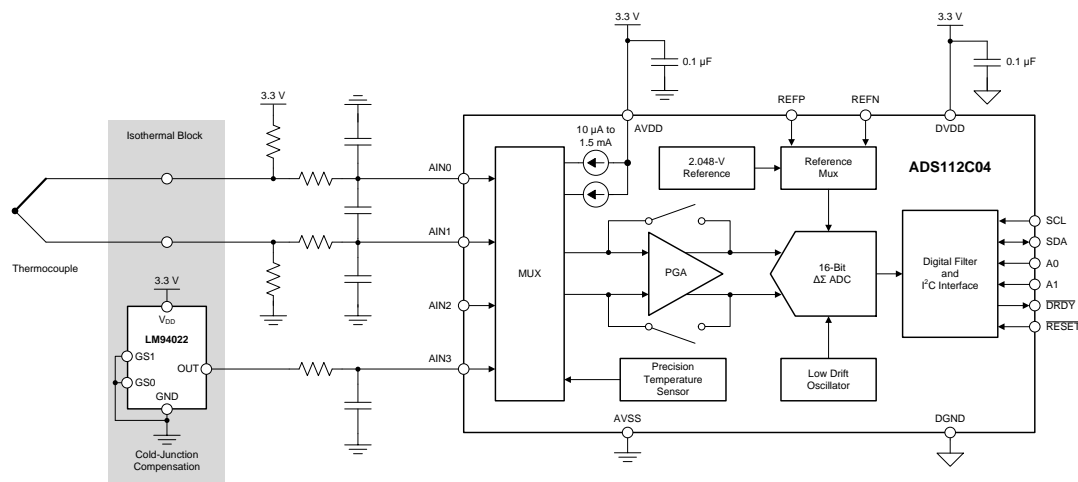 3.3 V
0.1 µF
3.3 V
0.1 µF
3.3 V
Isothermal Block
Thermocouple
3.3 V
VDD
LM94022
GS1
GS0
OUT
GND
Cold-Junction
Compensation
AIN0
AIN1
AIN2
AIN3
AVDD
REFP
REFN
DVDD
10 µA to
1.5 mA
2.048-V
Reference
Reference
Mux
ADS112C04
MUX
PGA
16-Bit
ΔΣ ADC
Digital Filter
and
I²C Interface
SCL
SDA
A0
A1
DRDY
RESET
Precision
Temperature
Sensor
Low Drift
Oscillator
AVSS
DGND